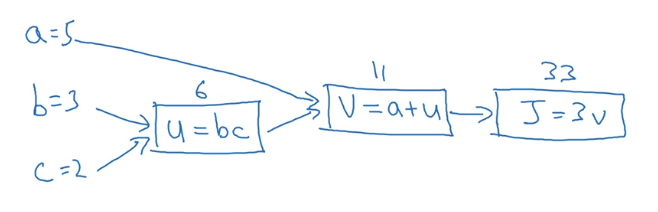 a=5
11
33
b=3
6
V=a+u
J=3v
u=bc
c=2